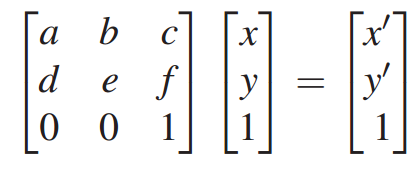 [a b c] [x] [x′]
[d e f] [y] = [y′]
[0 0 1] [1] [1]